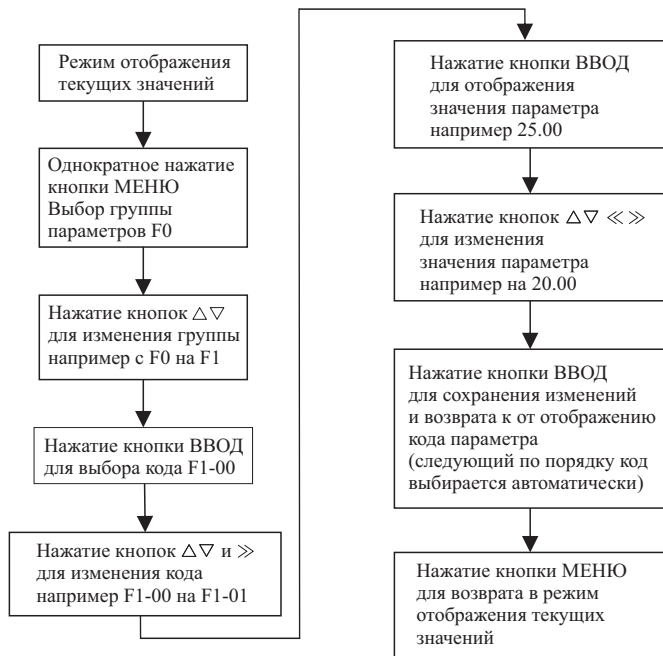 Режим отображения
текущих значений
Однократное нажатие
кнопки МЕНЮ
Выбор группы
параметров F0
Нажатие кнопок △▽
для изменения группы
например с F0 на F1
Нажатие кнопки ВВОД
для выбора кода F1-00
Нажатие кнопок △▽ и ≫
для изменения кода
например F1-00 на F1-01
Нажатие кнопки ВВОД
для отображения
значения параметра
например 25.00
Нажатие кнопок △▽ ≪ ≫
для изменения
значения параметра
например на 20.00
Нажатие кнопки ВВОД
для сохранения изменений
и возврата к от отображению
кода параметра
(следующий по порядку код
выбирается автоматически)
Нажатие кнопки МЕНЮ
для возврата в режим
отображения текущих
значений